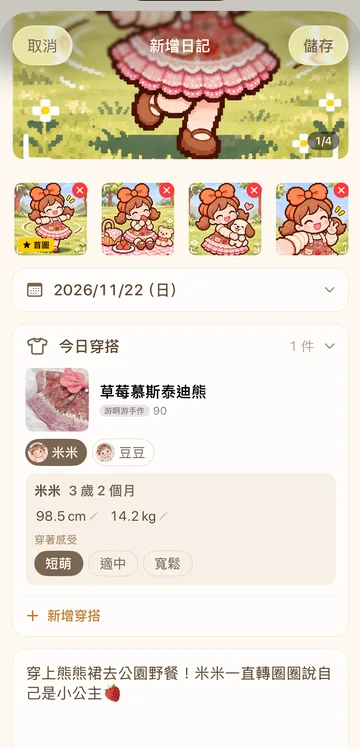 取消
新增日記
儲存
1/4
★ 首圖
2026/11/22 (日)
今日穿搭
1 件
草莓慕斯泰迪熊
游啊游手作 90
米米
豆豆
米米 3 歲 2 個月
98.5 cm
14.2 kg
穿著感受
短萌
適中
寬鬆
+ 新增穿搭
穿上熊熊裙去公園野餐！米米一直轉圈圈說自
己是小公主🍓